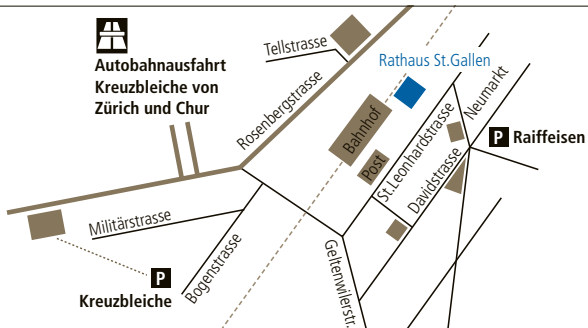 Autobahnausfahrt
Kreuzbleiche von
Zürich und Chur
Tellstrasse
Rathaus St.Gallen
Rosenbergstrasse
Neumarkt
Bahnhof
St.Leonhardstrasse
P Raiffeisen
Post
Davidstrasse
Militärstrasse
Bogenstrasse
Geltenwilerstr.
P
Kreuzbleiche